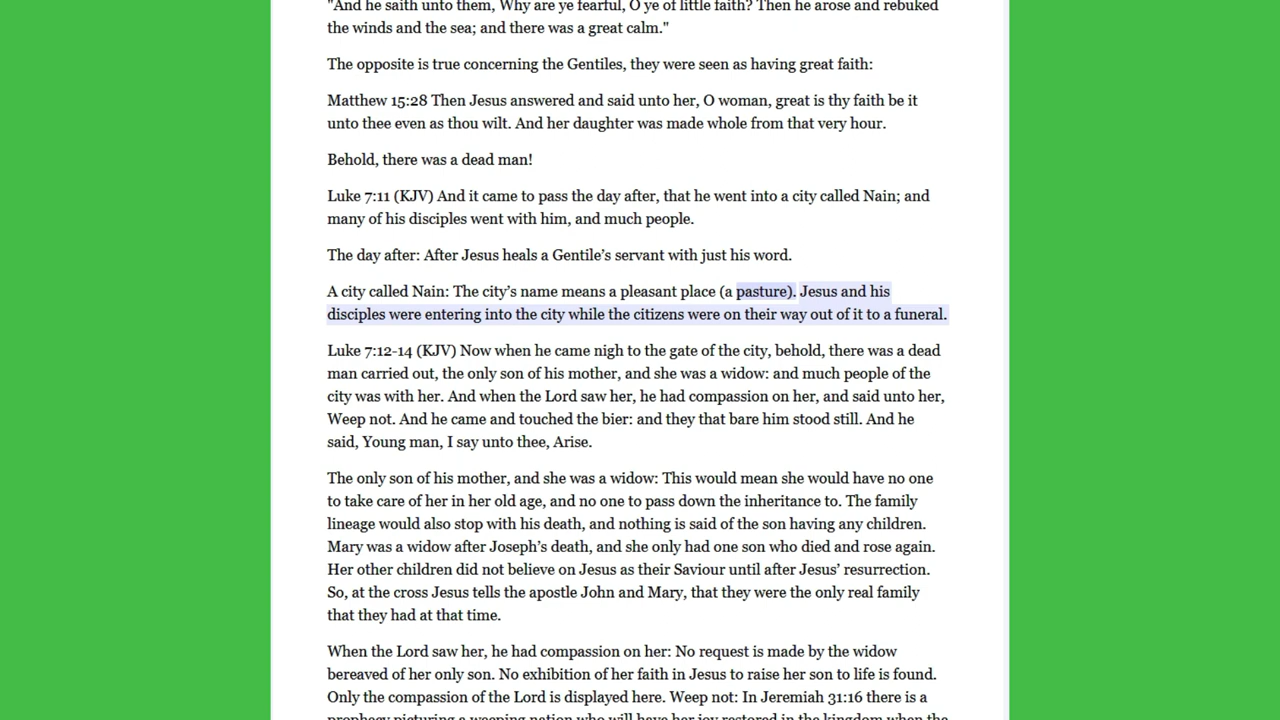 "And he saith unto them, Why are ye fearful, O ye of little faith? Then he arose and rebuked
the winds and the sea; and there was a great calm."
The opposite is true concerning the Gentiles, they were seen as having great faith:
Matthew 15:28 Then Jesus answered and said unto her, O woman, great is thy faith be it
unto thee even as thou wilt. And her daughter was made whole from that very hour.
Behold, there was a dead man!
Luke 7:11 (KJV) And it came to pass the day after, that he went into a city called Nain; and
many of his disciples went with him, and much people.
The day after: After Jesus heals a Gentile’s servant with just his word.
A city called Nain: The city’s name means a pleasant place (a pasture). Jesus and his
disciples were entering into the city while the citizens were on their way out of it to a funeral.
Luke 7:12-14 (KJV) Now when he came nigh to the gate of the city, behold, there was a dead
man carried out, the only son of his mother, and she was a widow: and much people of the
city was with her. And when the Lord saw her, he had compassion on her, and said unto her,
Weep not. And he came and touched the bier: and they that bare him stood still. And he
said, Young man, I say unto thee, Arise.
The only son of his mother, and she was a widow: This would mean she would have no one
to take care of her in her old age, and no one to pass down the inheritance to. The family
lineage would also stop with his death, and nothing is said of the son having any children.
Mary was a widow after Joseph’s death, and she only had one son who died and rose again.
Her other children did not believe on Jesus as their Saviour until after Jesus’ resurrection.
So, at the cross Jesus tells the apostle John and Mary, that they were the only real family
that they had at that time.
When the Lord saw her, he had compassion on her: No request is made by the widow
bereaved of her only son. No exhibition of her faith in Jesus to raise her son to life is found.
Only the compassion of the Lord is displayed here. Weep not: In Jeremiah 31:16 there is a
prophecy picturing a weeping nation who will have her joy restored in the kingdom when the